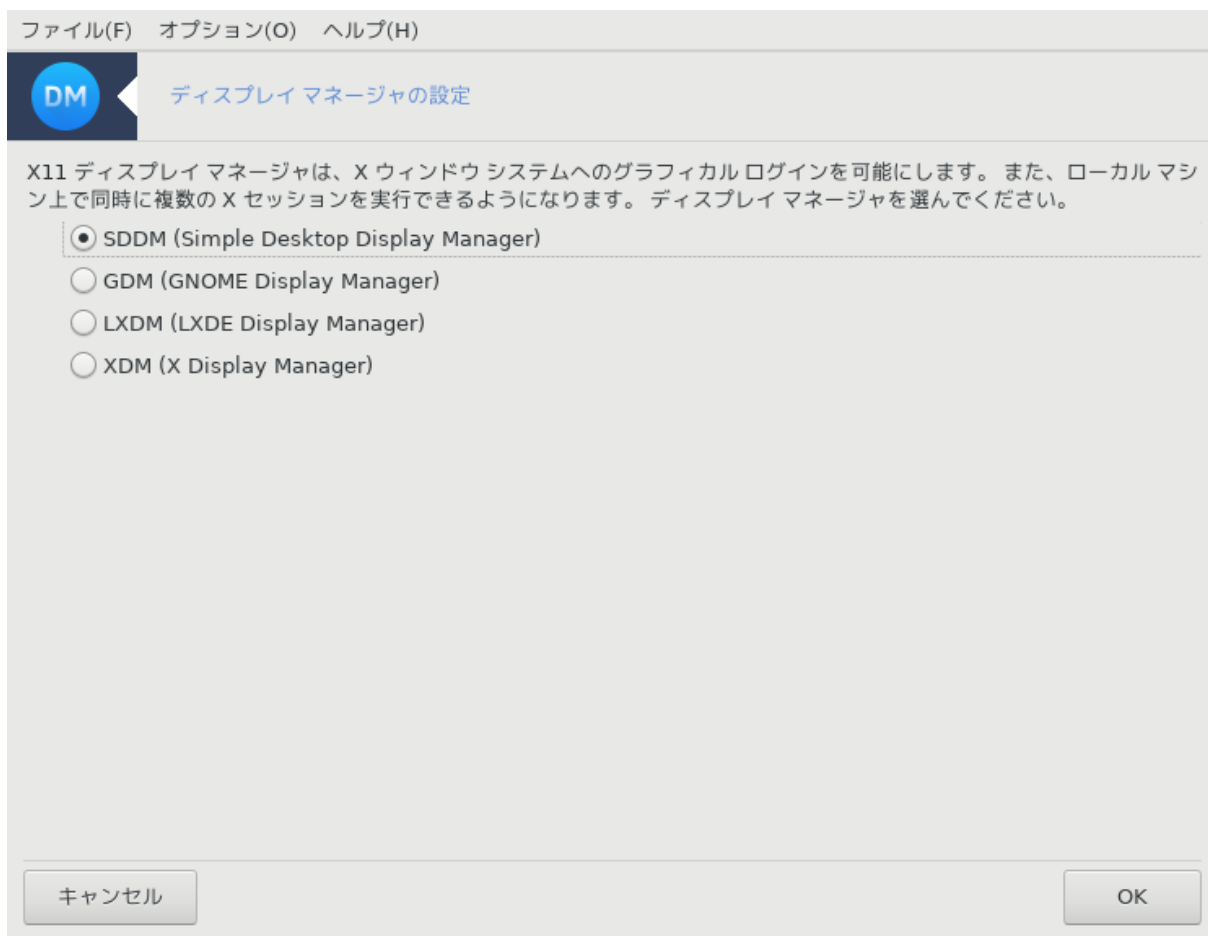 ファイル(F) オプション(O) ヘルプ(H)
DM
ディスプレイ マネージャの設定
X11 ディスプレイ マネージャは、X ウィンドウ システムへのグラフィカル ログインを可能にします。 また、ローカル マシ
ン上で同時に複数の X セッションを実行できるようになります。 ディスプレイ マネージャを選んでください。
SDDM (Simple Desktop Display Manager)
GDM (GNOME Display Manager)
LXDM (LXDE Display Manager)
XDM (X Display Manager)
キャンセル OK